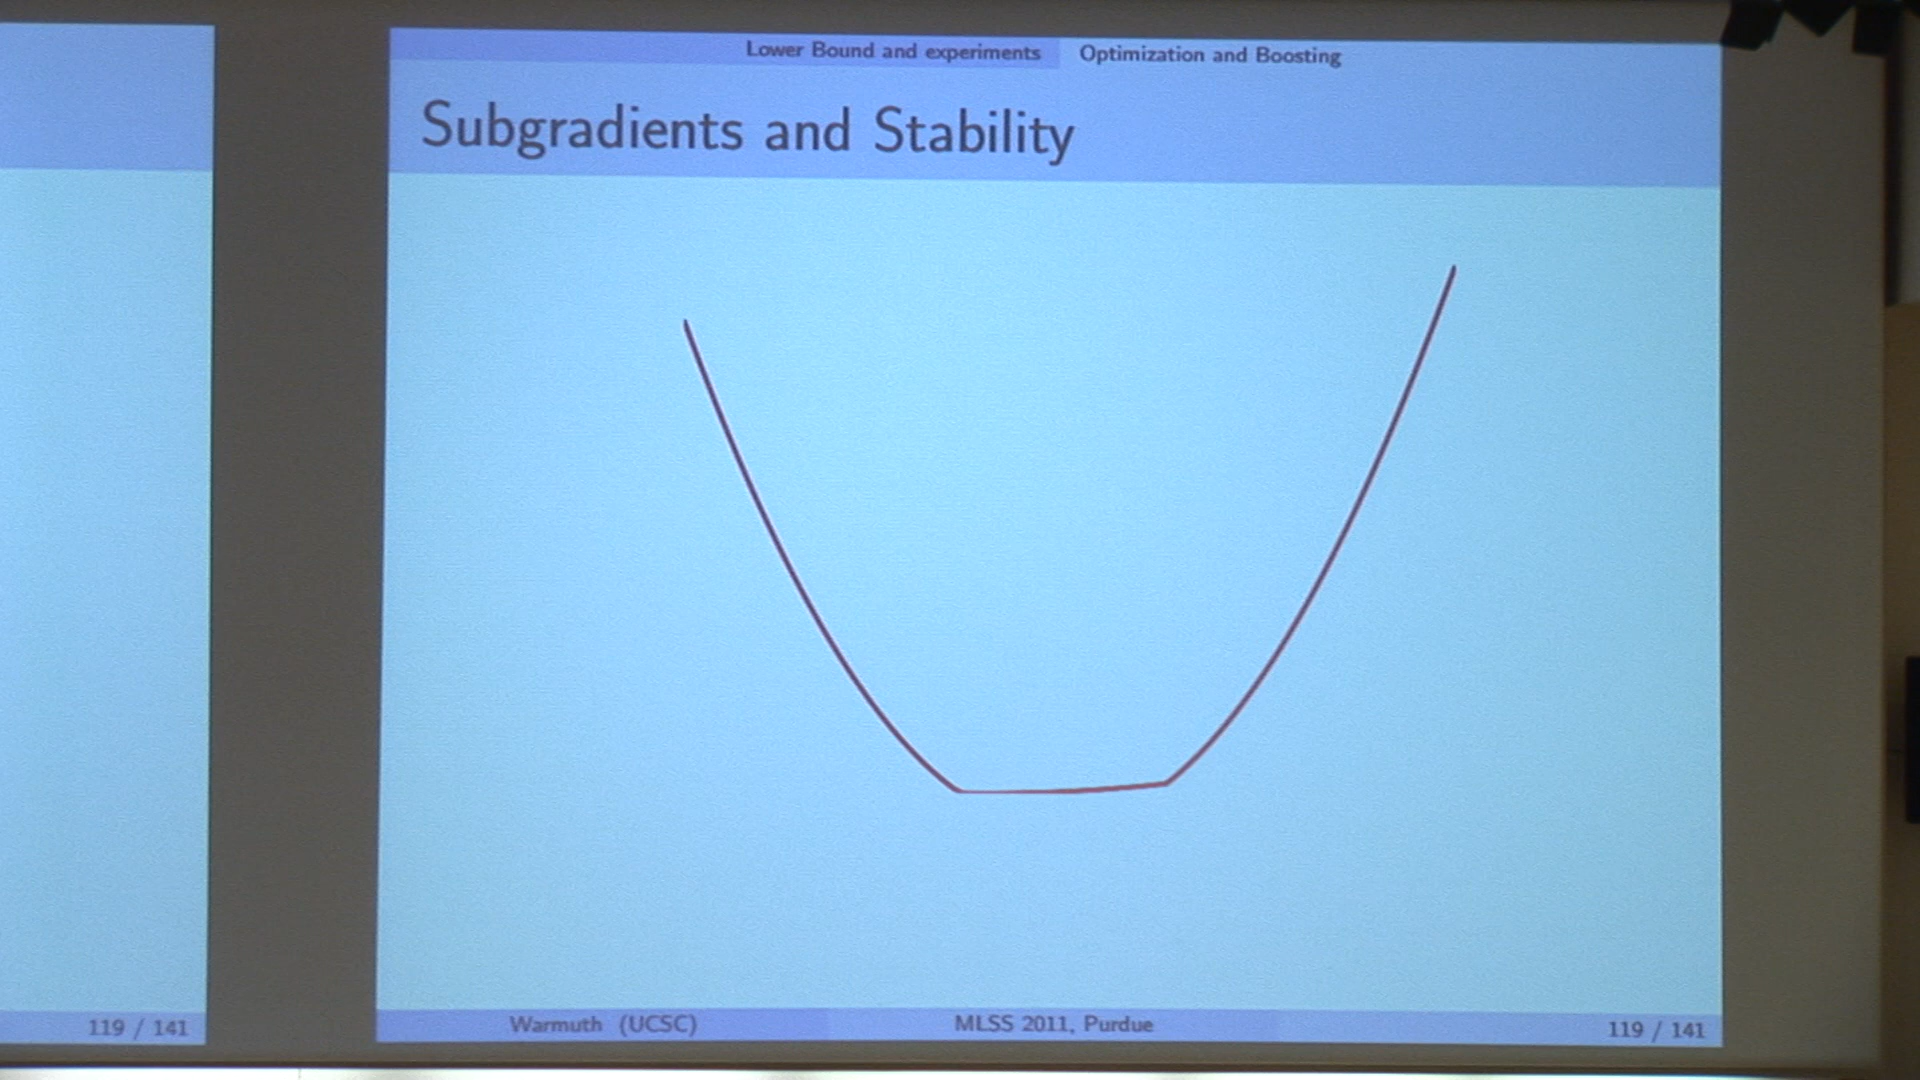 Lower Bound and experiments Optimization and Boosting
Subgradients and Stability
119 / 141
Warmuth (UCSC) MLSS 2011, Purdue 119 / 141